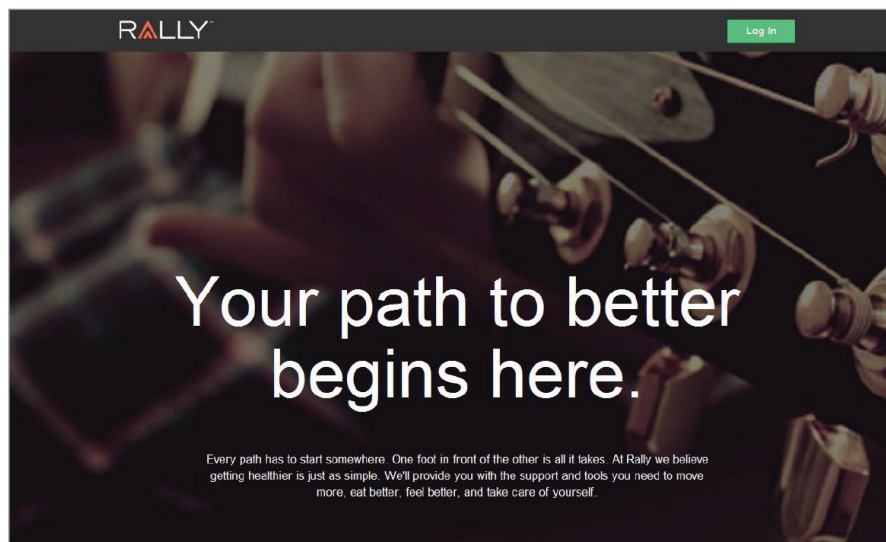 RALLY™
Log In
Your path to better
begins here.
Every path has to start somewhere. One foot in front of the other is all it takes. At Rally we believe
getting healthier is just as simple. We'll provide you with the support and tools you need to move
more, eat better, feel better, and take care of yourself.